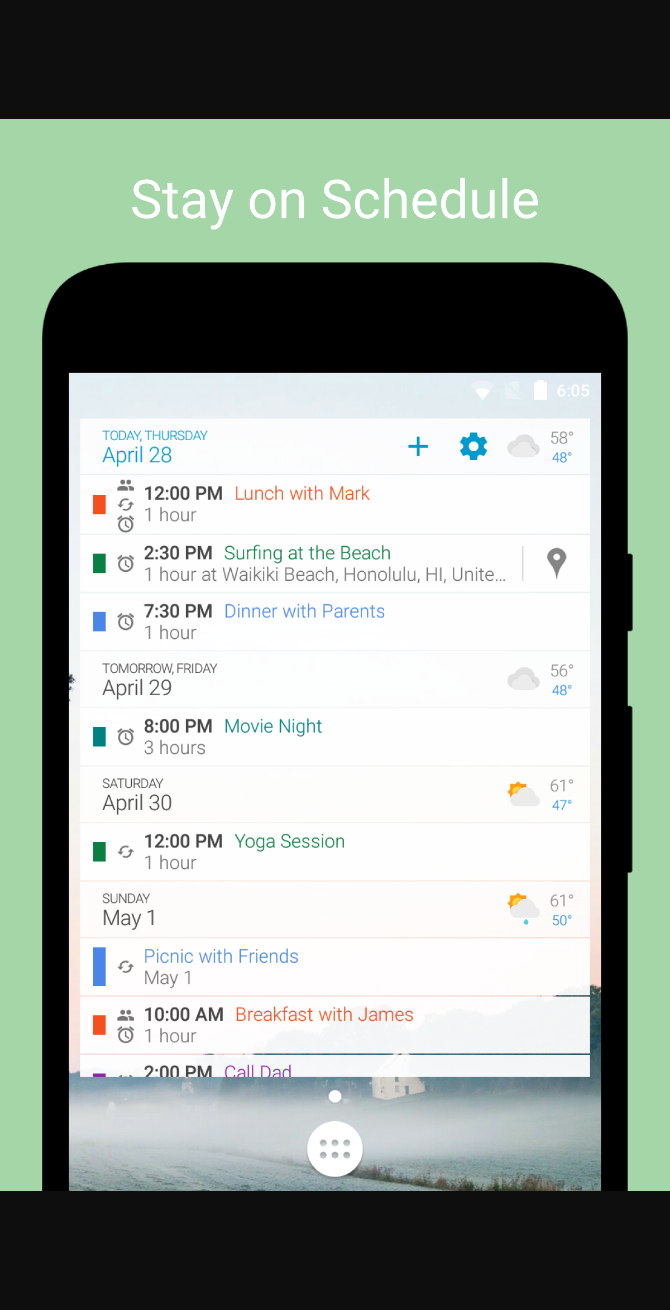 Stay on Schedule
6:05
TODAY, THURSDAY
April 28
58°
48°
12:00 PM Lunch with Mark
1 hour
2:30 PM Surfing at the Beach
1 hour at Waikiki Beach, Honolulu, HI, Unite...
7:30 PM Dinner with Parents
1 hour
TOMORROW, FRIDAY
April 29
56°
48°
8:00 PM Movie Night
3 hours
SATURDAY
April 30
61°
47°
12:00 PM Yoga Session
1 hour
SUNDAY
May 1
61°
50°
Picnic with Friends
May 1
10:00 AM Breakfast with James
1 hour
2:00 PM Call Dad